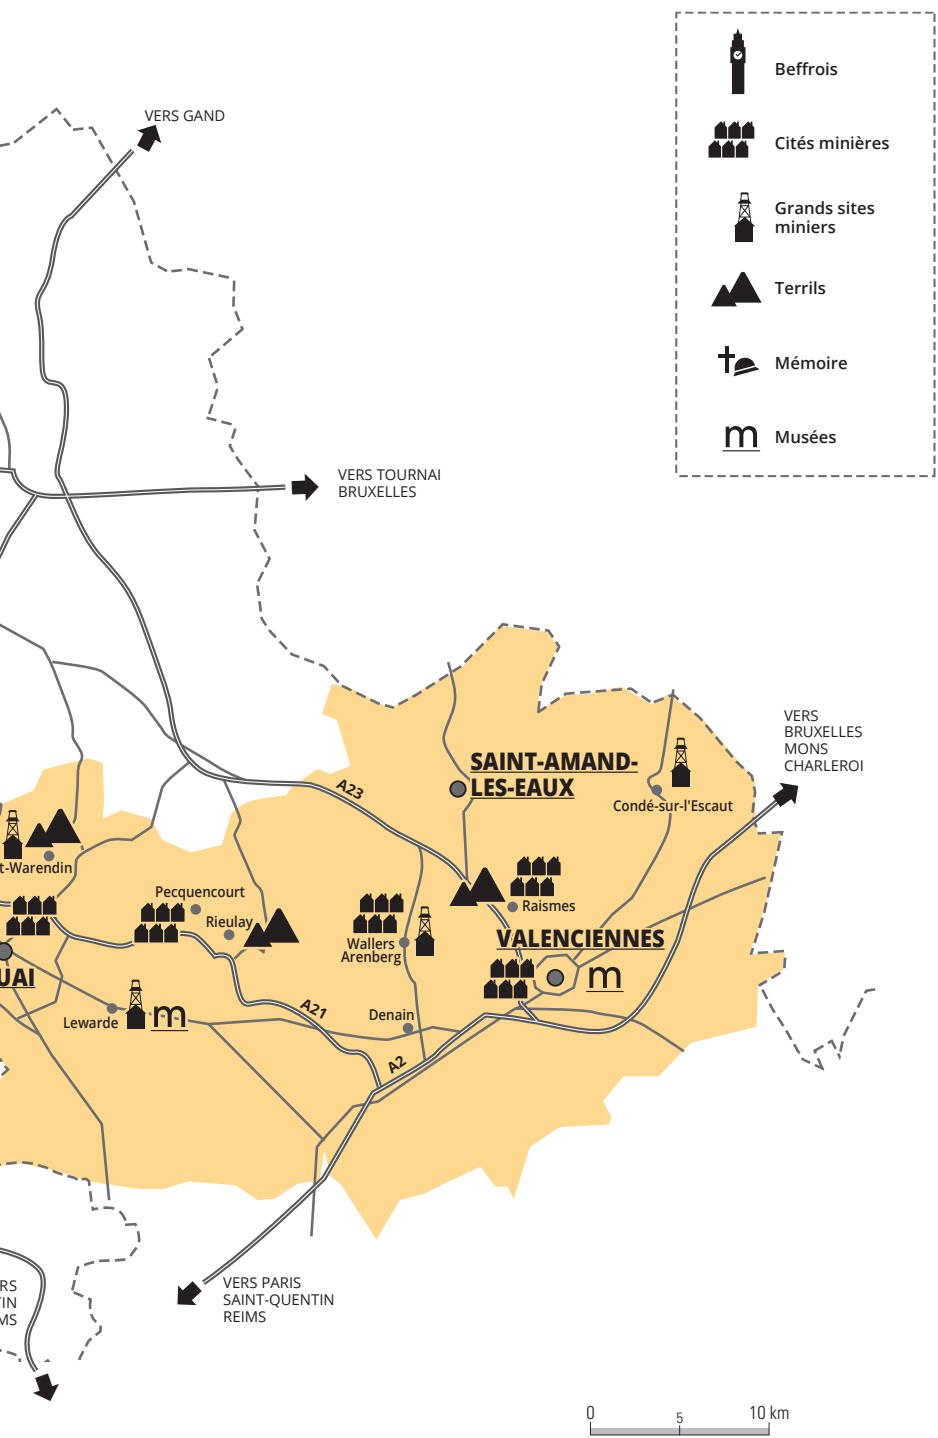 VERS GAND
Beffrois
Cités minières
Grands sites
miniers
Terrils
Mémoire
m
Musées
VERS TOURNAI
BRUXELLES
VERS
BRUXELLES
MONS
CHARLEROI
SAINT-AMAND-
LES-EAUX
A23
Condé-sur-l'Escaut
t-Warendin
Pecquencourt
Rieulay
Raismes
Wallers
Arenberg
VALENCIENNES
m
UAI
Lewarde
m
A21
Denain
A2
VERS PARIS
SAINT-QUENTIN
REIMS
RS
TIN
MS
0
5
10 km